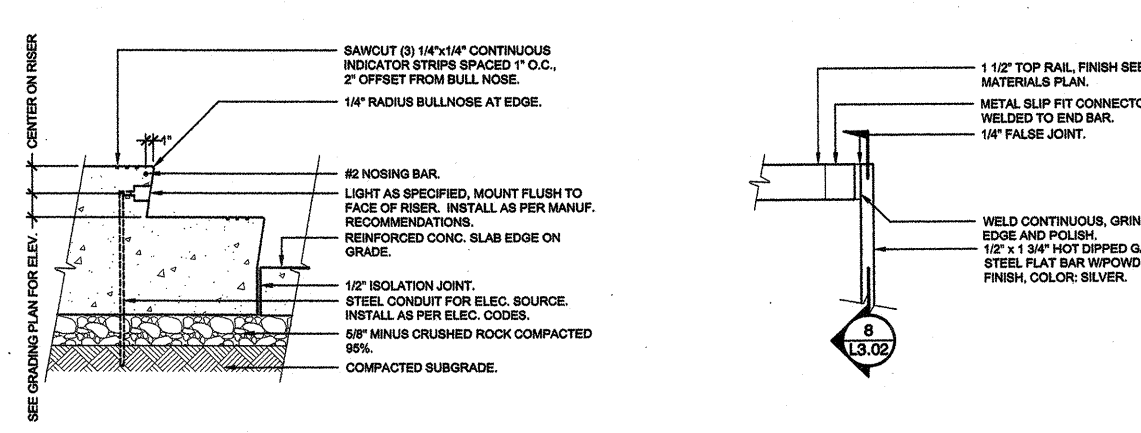 SEE GRADING PLAN FOR ELEV.
CENTER ON RISER
SAWCUT (3) 1/4"x1/4" CONTINUOUS
INDICATOR STRIPS SPACED 1" O.C.,
2" OFFSET FROM BULL NOSE.
1/4" RADIUS BULLNOSE AT EDGE.
1"
#2 NOSING BAR.
LIGHT AS SPECIFIED, MOUNT FLUSH TO
FACE OF RISER. INSTALL AS PER MANUF.
RECOMMENDATIONS.
REINFORCED CONC. SLAB EDGE ON
GRADE.
1/2" ISOLATION JOINT.
STEEL CONDUIT FOR ELEC. SOURCE.
INSTALL AS PER ELEC. CODES.
5/8" MINUS CRUSHED ROCK COMPACTED
95%.
COMPACTED SUBGRADE.
1 1/2" TOP RAIL, FINISH SEE
MATERIALS PLAN.
METAL SLIP FIT CONNECTO
WELDED TO END BAR.
1/4" FALSE JOINT.
WELD CONTINUOUS, GRIN
EDGE AND POLISH.
1/2" x 1 3/4" HOT DIPPED GA
STEEL FLAT BAR W/POWD
FINISH, COLOR: SILVER.
8
L3.02